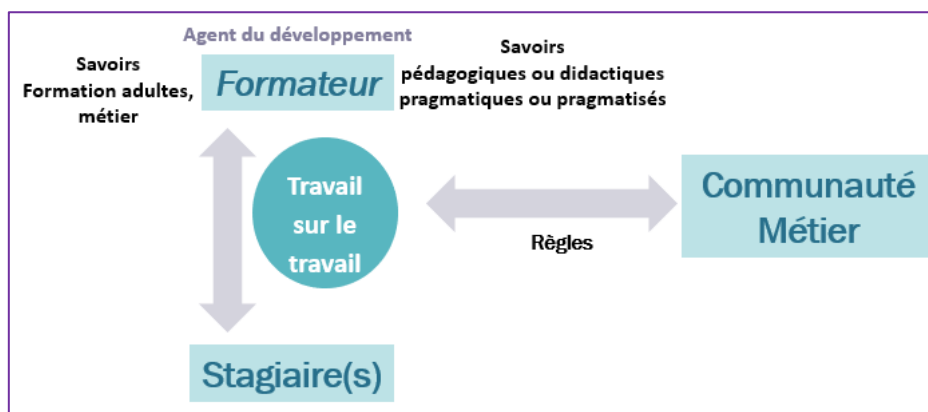 Agent du développement
Savoirs
Formation adultes,
métier
Formateur
Savoirs
pédagogiques ou didactiques
pragmatiques ou pragmatisés
Travail
sur le
travail
Règles
Communauté
Métier
Stagiaire(s)